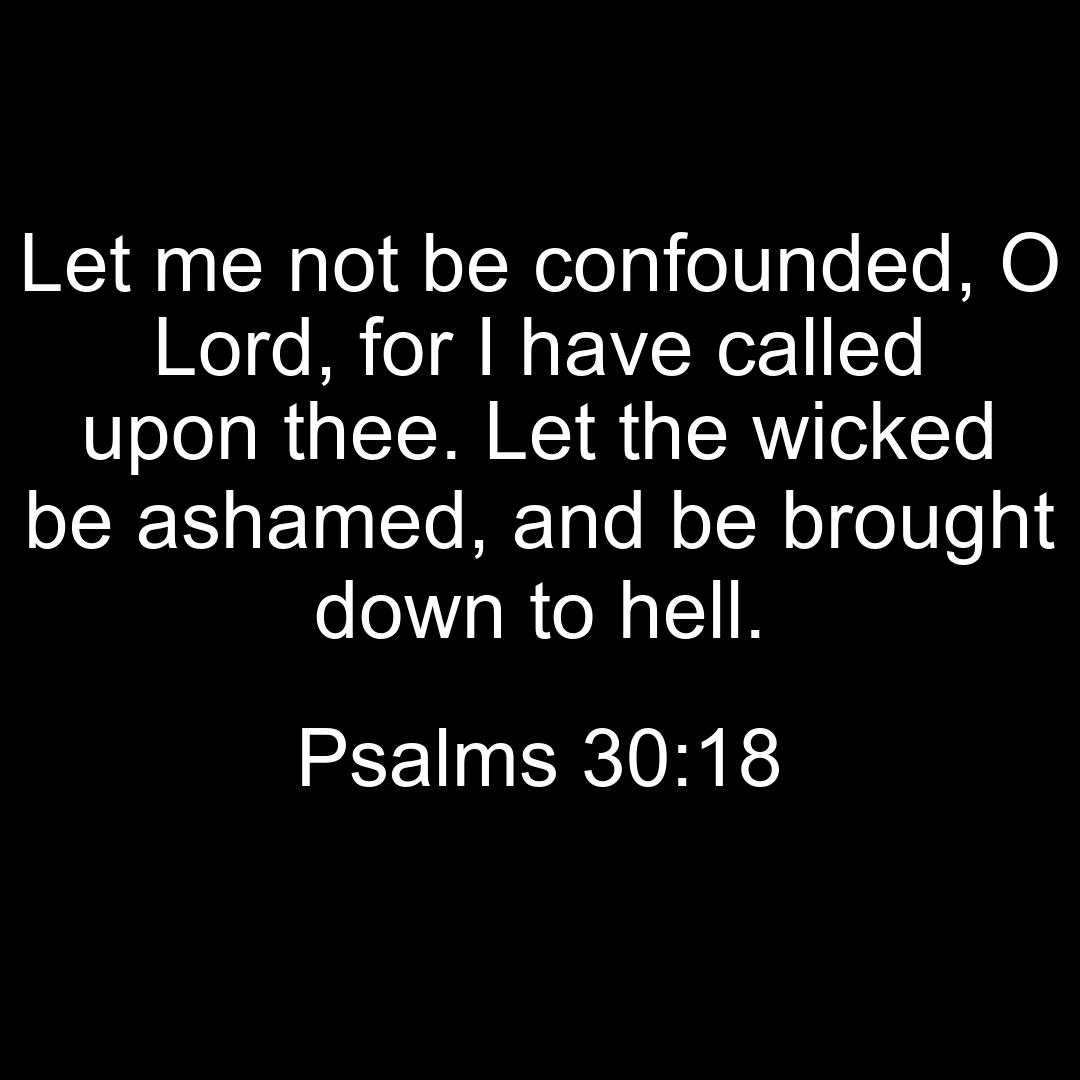 Let me not be confounded, O
Lord, for I have called
upon thee. Let the wicked
be ashamed, and be brought
down to hell.
Psalms 30:18